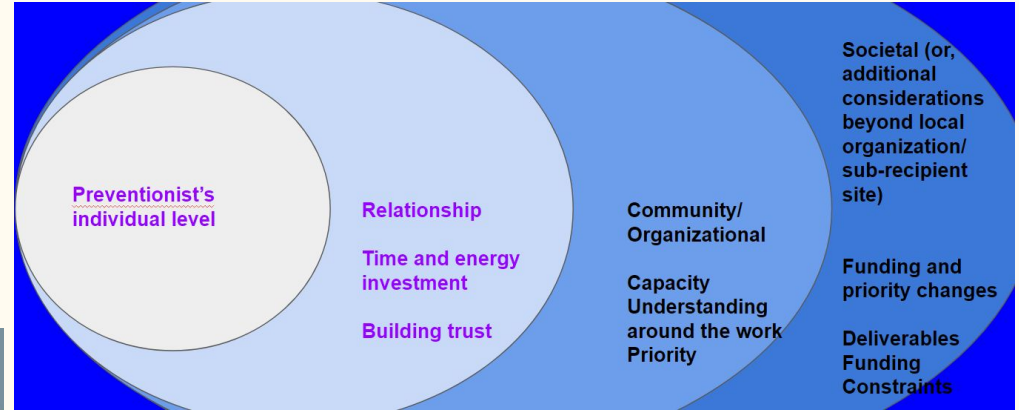 Preventionist's
individual level
Relationship
Time and energy
investment
Building trust
Community/
Organizational
Capacity
Understanding
around the work
Priority
Societal (or,
additional
considerations
beyond local
organization/
sub-recipient
site)
Funding and
priority changes
Deliverables
Funding
Constraints